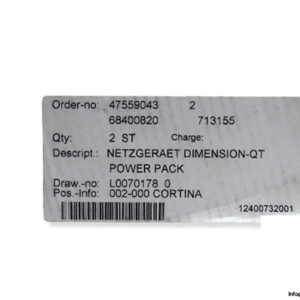 Order-no: 47559043 2
68400820 713155
Qty: 2 ST Charge:
Descript.: NETZGERAET DIMENSION-QT
POWER PACK
Draw.-no: L0070178 0
Pos.-Info: 002-000 CORTINA
12400732001